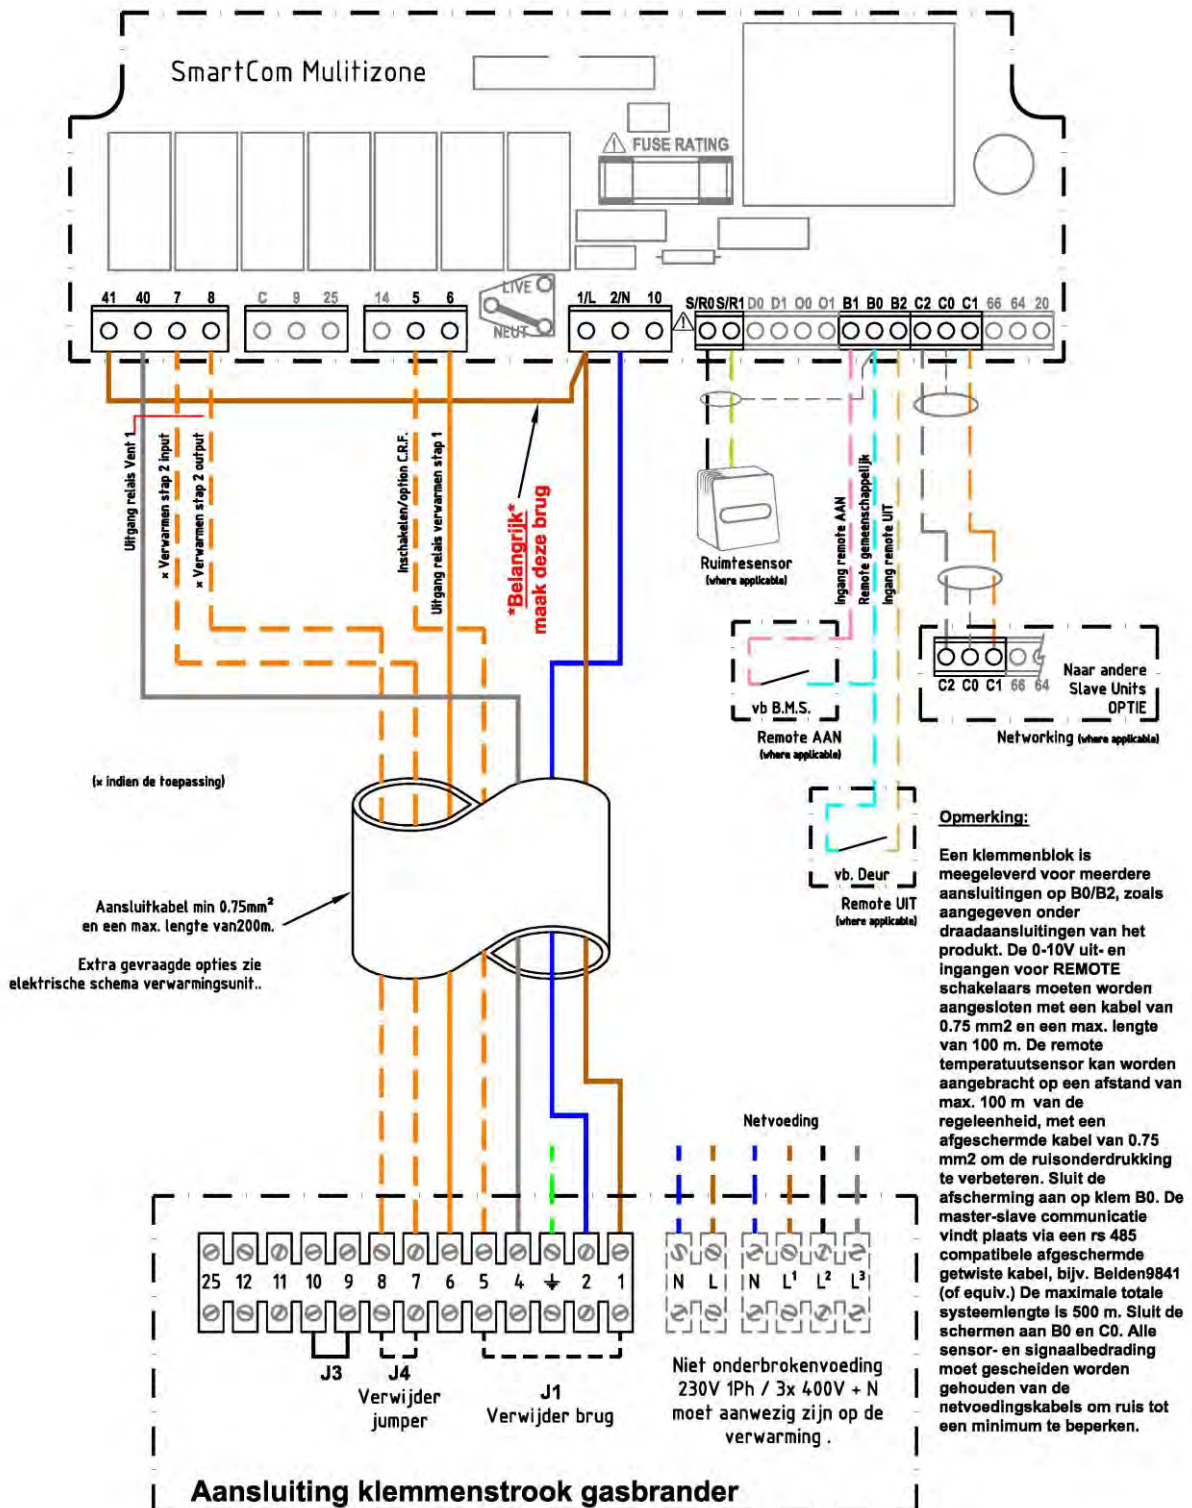 SmartCom Mulitizone
FUSE RATING
LIVE
NEUT
41 40 7 8
C 9 25
14 5 6
1/L 2/N 10
S/R0 S/R1 D0 D1 O0 O1 B1 B0 B2 C2 C0 C1 66 64 20
Uitgang relais Vent 1
× Verwarmen stap 2 input
× Verwarmen stap 2 output
Inschakelen/option C.R.F.
Uitgang relais verwarmen stap 1
*Belangrijk*
maak deze brug
Ruimtesensor
(where applicable)
Ingang remote AAN
Remote gemeenschappelijk
Ingang remote UIT
vb B.M.S.
Remote AAN
(where applicable)
C2 C0 C1 66 64
Naar andere
Slave Units
OPTIE
Networking (where applicable)
vb. Deur
Remote UIT
(where applicable)
(× indien de toepassing)
Aansluitkabel min 0.75mm²
en een max. lengte van200m.
Extra gevraagde opties zie
elektrische schema verwarmingsunit..
Opmerking:
Een klemmenblok is
meegeleverd voor meerdere
aansluitingen op B0/B2, zoals
aangegeven onder
draadaansluitingen van het
produkt. De 0-10V uit- en
ingangen voor REMOTE
schakelaars moeten worden
aangesloten met een kabel van
0.75 mm2 en een max. lengte
van 100 m. De remote
temperatuutsensor kan worden
aangebracht op een afstand van
max. 100 m van de
regeleenheid, met een
afgeschermde kabel van 0.75
mm2 om de ruisonderdrukking
te verbeteren. Sluit de
afscherming aan op klem B0. De
master-slave communicatie
vindt plaats via een rs 485
compatibele afgeschermde
getwiste kabel, bijv. Belden9841
(of equiv.) De maximale totale
systeemlengte is 500 m. Sluit de
schermen aan B0 en C0. Alle
sensor- en signaalbedrading
moet gescheiden worden
gehouden van de
netvoedingskabels om ruis tot
een minimum te beperken.
Netvoeding
25 12 11 10 9 8 7 6 5 4 2 1
N L
N L¹ L² L³
J3
J4
Verwijder
jumper
J1
Verwijder brug
Niet onderbrokenvoeding
230V 1Ph / 3x 400V + N
moet aanwezig zijn op de
verwarming .
Aansluiting klemmenstrook gasbrander